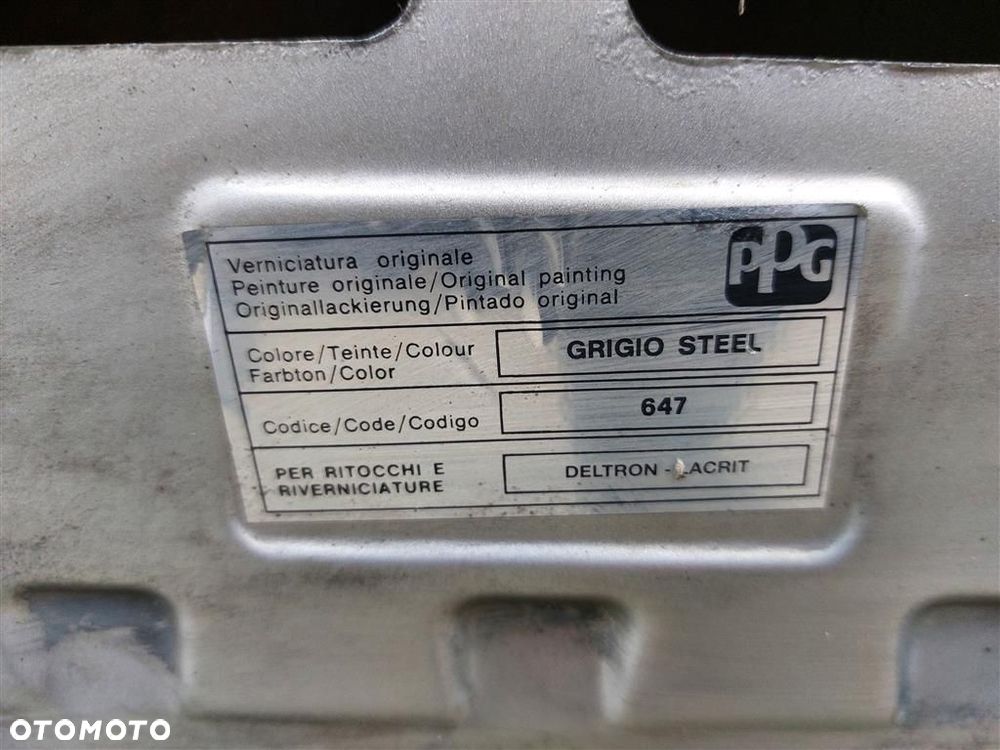 Verniciatura originale
Peinture originale/Original painting
Originallackierung/Pintado original
PPG
Colore/Teinte/Colour
Farbton/Color
GRIGIO STEEL
Codice/Code/Codigo
647
PER RITOCCHI E
RIVERNICIATURE
DELTRON - LACRIT
OTOMOTO